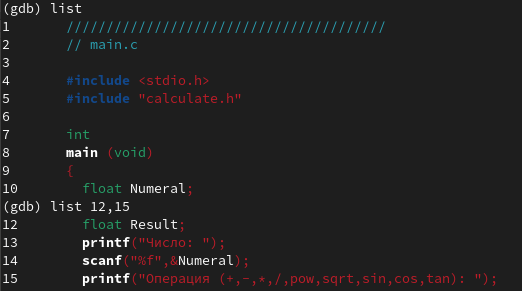 (gdb) list
1       ////////////////////////////////////////
2       // main.c
3
4       #include <stdio.h>
5       #include "calculate.h"
6
7       int
8       main (void)
9       {
10        float Numeral;
(gdb) list 12,15
12        float Result;
13        printf("Число: ");
14        scanf("%f",&Numeral);
15        printf("Операция (+,-,*,/,pow,sqrt,sin,cos,tan): ");